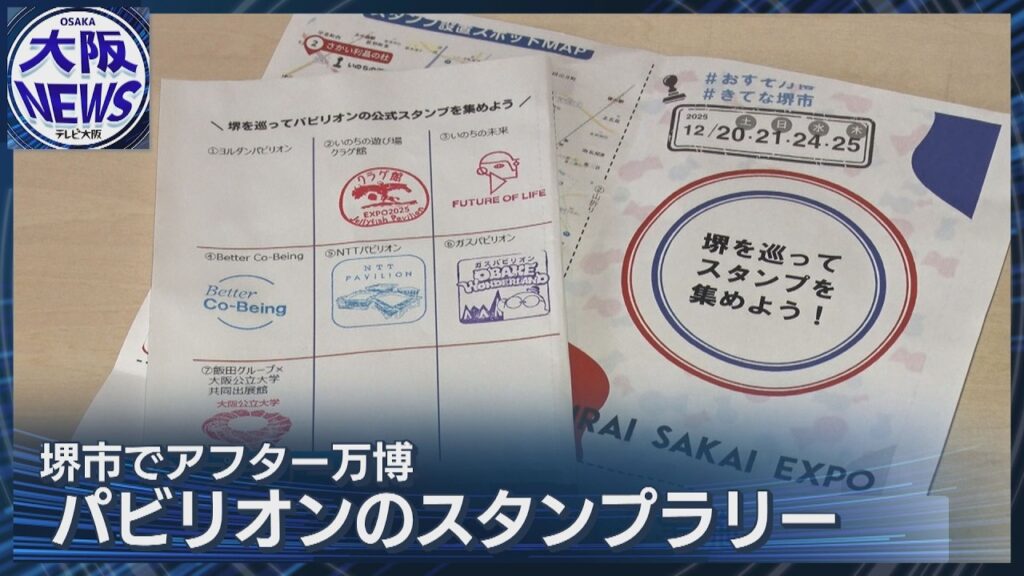 OSAKA
大阪
NEWS
テレビ大阪
スタンプ設置スポットMAP
② さかい利晶の杜
\ 堺を巡ってパビリオンの公式スタンプを集めよう /
①ヨルダンパビリオン
②いのちの遊び場
クラゲ館
クラゲ館
EXPO2025
Jellyfish Pavilion
③いのちの未来
FUTURE OF LIFE
④Better Co-Being
Better
Co-Being
⑤NTTパビリオン
NTT
PAVILION
⑥ガスパビリオン
ガスパビリオン
OBAKE
WONDERLAND
⑦飯田グループ×
大阪公立大学
共同出展館
大阪公立大学
#きてな堺市
2025
土 日 水 木
12/20・21・24・25
堺を巡って
スタンプを
集めよう!
RAI SAKAI EXPO
堺市でアフター万博
パビリオンのスタンプラリー